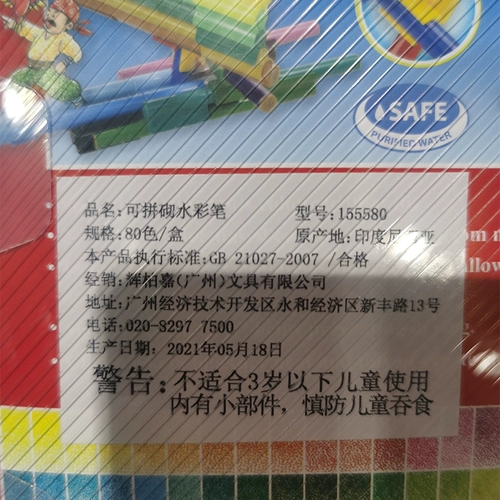 SAFE
PURIFIED WATER
品名:可拼砌水彩笔 型号:155580
规格:80色/盒 原产地:印度尼西亚
本产品执行标准:GB 21027-2007 /合格
经销:辉柏嘉(广州)文具有限公司
地址:广州经济技术开发区永和经济区新丰路13号
电话:020-8297 7500
生产日期: 2021年05月18日
警告:不适合3岁以下儿童使用
内有小部件，慎防儿童吞食